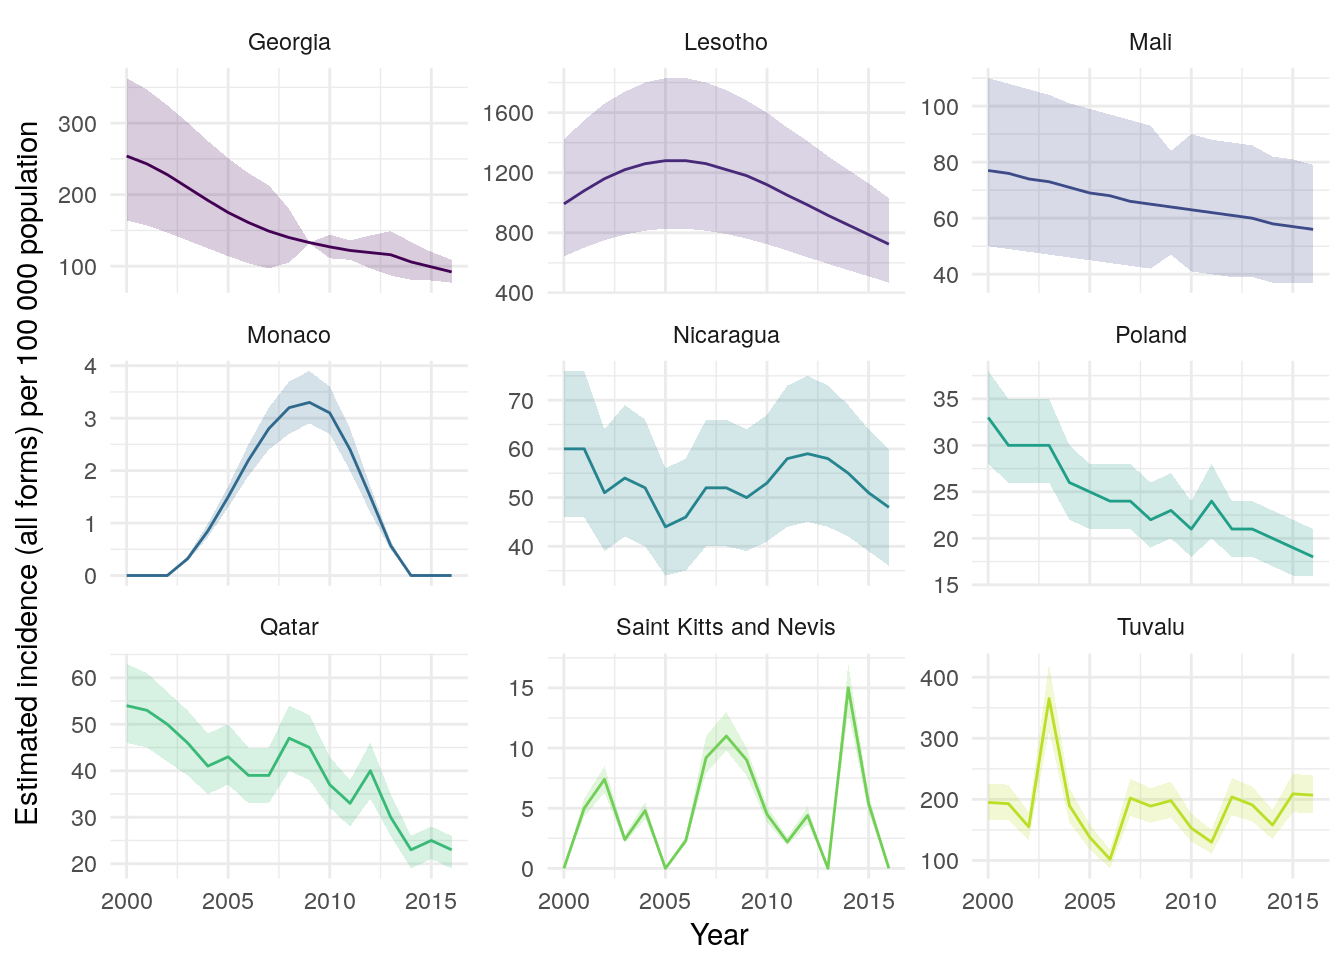 Estimated incidence (all forms) per 100 000 population
Georgia
Lesotho
Mali
300
200
100
1600
1200
800
400
100
80
60
40
Monaco
Nicaragua
Poland
4
3
2
1
0
70
60
50
40
35
30
25
20
15
Qatar
Saint Kitts and Nevis
Tuvalu
60
50
40
30
20
15
10
5
0
400
300
200
100
2000 2005 2010 2015
2000 2005 2010 2015
2000 2005 2010 2015
Year